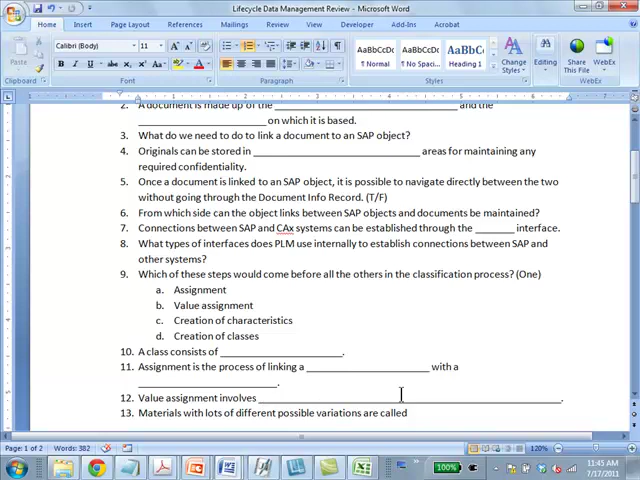 Lifecycle Data Management Review - Microsoft Word
Home Insert Page Layout References Mailings Review View Developer Add-Ins Acrobat
Calibri (Body) 11
AaBbCcDc AaBbCcDc AaBbCc
Paste
B I U
¶ Normal ¶ No Spaci... Heading 1
Change Styles
Editing
Share This File
WebEx
Clipboard Font Paragraph Styles WebEx
2. A document is made up of the ______ and the
______ on which it is based.
3. What do we need to do to link a document to an SAP object?
4. Originals can be stored in ______ areas for maintaining any
required confidentiality.
5. Once a document is linked to an SAP object, it is possible to navigate directly between the two
without going through the Document Info Record. (T/F)
6. From which side can the object links between SAP objects and documents be maintained?
7. Connections between SAP and CAx systems can be established through the ______ interface.
8. What types of interfaces does PLM use internally to establish connections between SAP and
other systems?
9. Which of these steps would come before all the others in the classification process? (One)
a. Assignment
b. Value assignment
c. Creation of characteristics
d. Creation of classes
10. A class consists of ______.
11. Assignment is the process of linking a ______ with a
______.
12. Value assignment involves ______.
13. Materials with lots of different possible variations are called
Page: 1 of 2 Words: 382 120%
100% 11:45 AM
7/17/2011